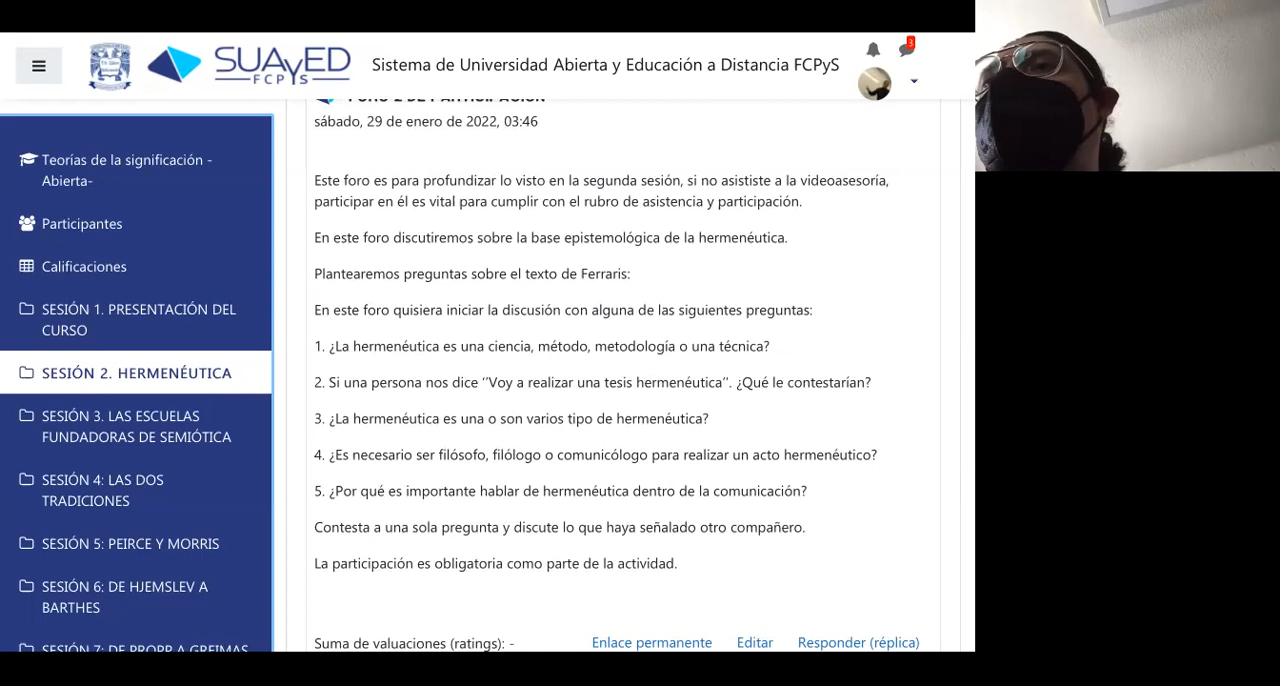 SUAyED
FCPyS
Sistema de Universidad Abierta y Educación a Distancia FCPyS
3
Teorías de la significación -
Abierta-
Participantes
Calificaciones
SESIÓN 1. PRESENTACIÓN DEL
CURSO
SESIÓN 2. HERMENÉUTICA
SESIÓN 3. LAS ESCUELAS
FUNDADORAS DE SEMIÓTICA
SESIÓN 4: LAS DOS
TRADICIONES
SESIÓN 5: PEIRCE Y MORRIS
SESIÓN 6: DE HJEMSLEV A
BARTHES
SESIÓN 7: DE PROPP A GREIMAS
FORO 2 DE PARTICIPACIÓN
sábado, 29 de enero de 2022, 03:46
Este foro es para profundizar lo visto en la segunda sesión, si no asististe a la videoasesoría,
participar en él es vital para cumplir con el rubro de asistencia y participación.
En este foro discutiremos sobre la base epistemológica de la hermenéutica.
Plantearemos preguntas sobre el texto de Ferraris:
En este foro quisiera iniciar la discusión con alguna de las siguientes preguntas:
1. ¿La hermenéutica es una ciencia, método, metodología o una técnica?
2. Si una persona nos dice ‘’Voy a realizar una tesis hermenéutica’’. ¿Qué le contestarían?
3. ¿La hermenéutica es una o son varios tipo de hermenéutica?
4. ¿Es necesario ser filósofo, filólogo o comunicólogo para realizar un acto hermenéutico?
5. ¿Por qué es importante hablar de hermenéutica dentro de la comunicación?
Contesta a una sola pregunta y discute lo que haya señalado otro compañero.
La participación es obligatoria como parte de la actividad.
Suma de valuaciones (ratings): -
Enlace permanente Editar Responder (réplica)